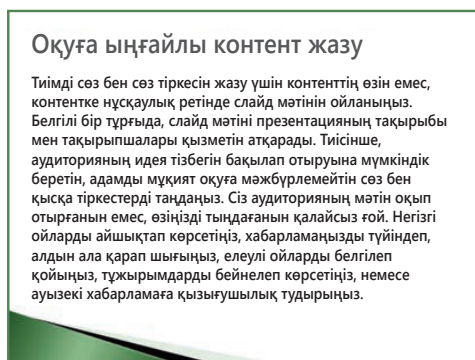 Оқуға ыңғайлы контент жазу
Тиімді сөз бен сөз тіркесін жазу үшін контенттің өзін емес,
контентке нұсқаулық ретінде слайд мәтінін ойланыңыз.
Белгілі бір тұрғыда, слайд мәтіні презентацияның тақырыбы
мен тақырыпшалары қызметін атқарады. Тиісінше,
аудиторияның идея тізбегін бақылап отыруына мүмкіндік
беретін, адамды мұқият оқуға мәжбүрлемейтін сөз бен
қысқа тіркестерді таңдаңыз. Сіз аудиторияның мәтін оқып
отырғанын емес, өзіңізді тыңдағанын қалайсыз ғой. Негізгі
ойларды айшықтап көрсетіңіз, хабарламаңызды түйіндеп,
алдын ала қарап шығыңыз, елеулі ойларды белгілеп
қойыңыз, тұжырымдарды бейнелеп көрсетіңіз, немесе
ауызекі хабарламаға қызығушылық тудырыңыз.